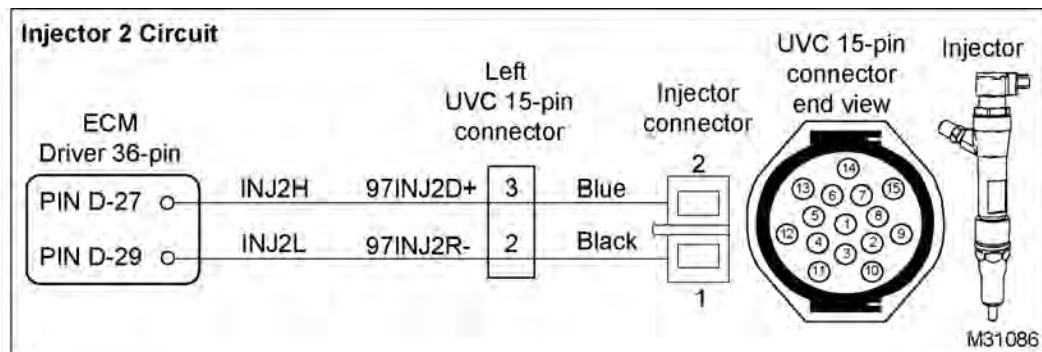 Injector 2 Circuit
ECM
Driver 36-pin
PIN D-27
PIN D-29
INJ2H
INJ2L
97INJ2D+
97INJ2R-
Left
UVC 15-pin
connector
3
2
Blue
Black
Injector
connector
2
1
UVC 15-pin
connector
end view
14
13
6
7
15
5
1
8
12
4
3
2
9
11
10
Injector
M31086